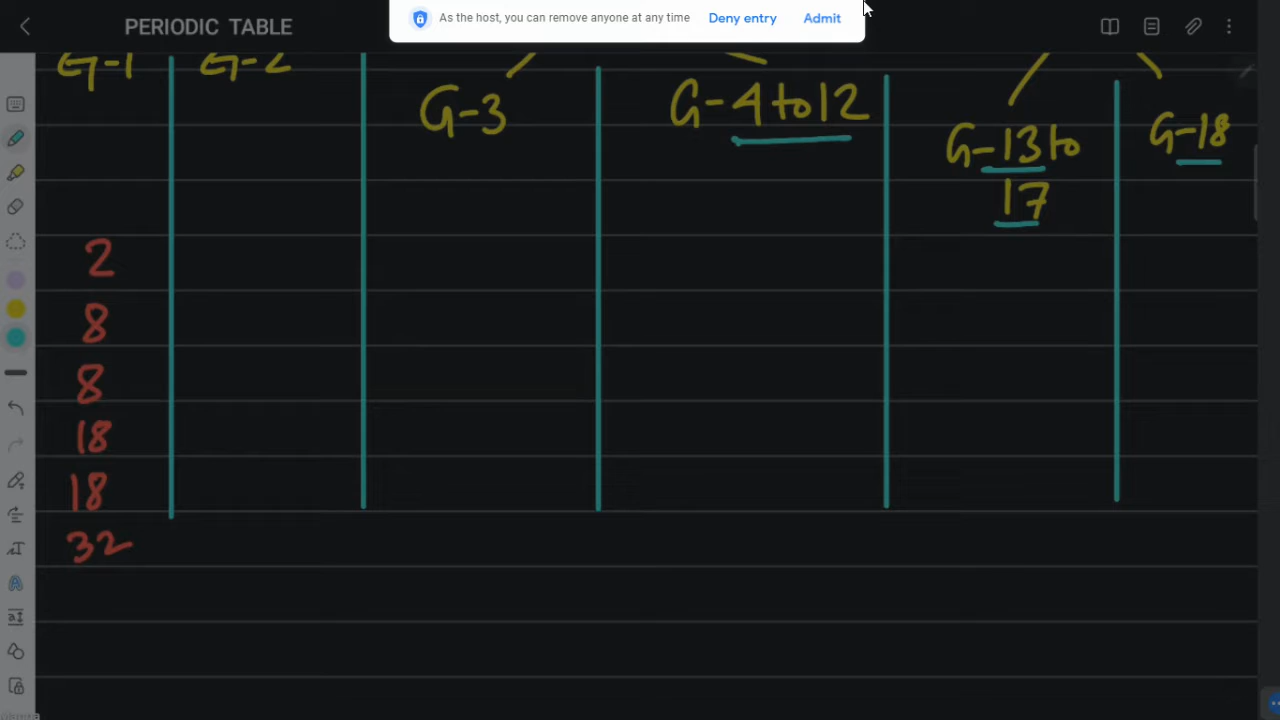 As the host, you can remove anyone at any time Deny entry Admit
PERIODIC TABLE
G-1 G-2
G-3 G-4 to 12
G-13 to G-18
17
2
8
8
18
18
32